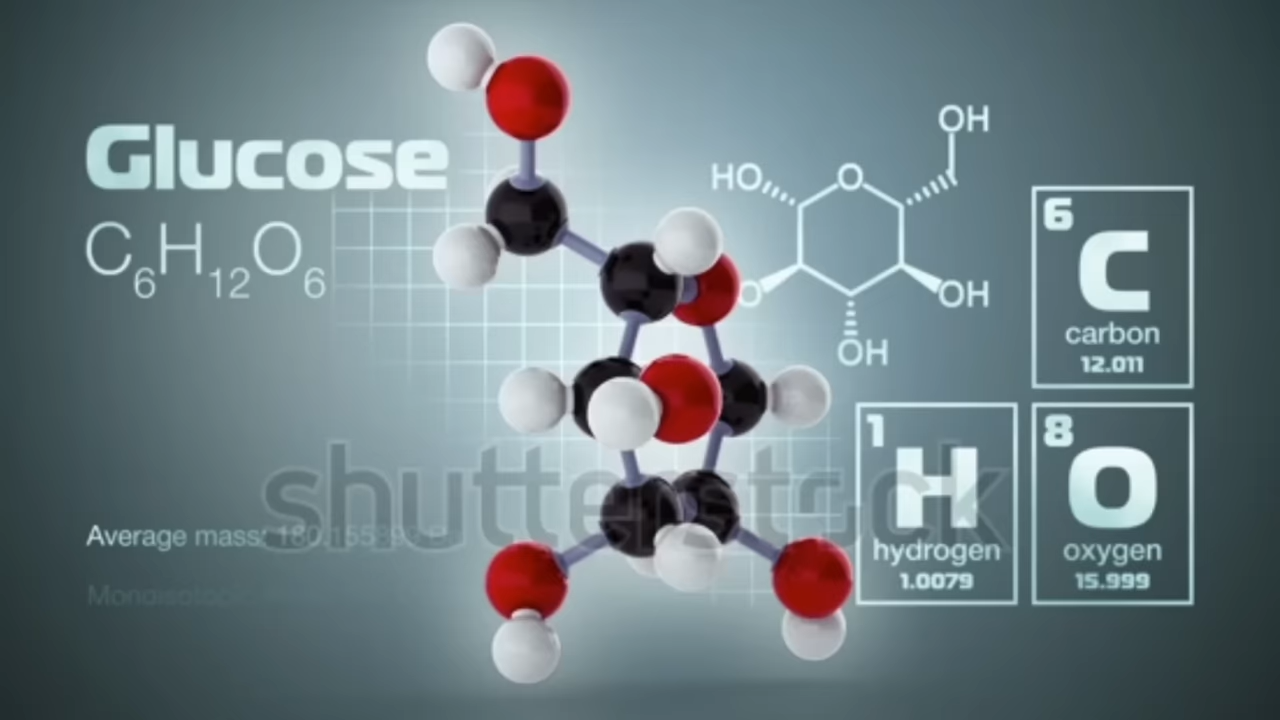 Glucose
C₆H₁₂O₆
OH
HO
O
O
OH
OH
6
C
carbon
12.011
1
H
hydrogen
1.0079
8
O
oxygen
15.999
shutterstock
Average mass: